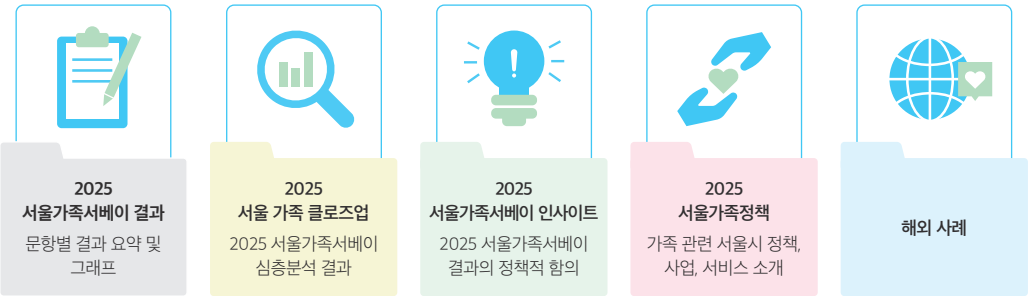 2025
서울가족서베이 결과
문항별 결과 요약 및
그래프
2025
서울 가족 클로즈업
2025 서울가족서베이
심층분석 결과
2025
서울가족서베이 인사이트
2025 서울가족서베이
결과의 정책적 함의
2025
서울가족정책
가족 관련 서울시 정책,
사업, 서비스 소개
해외 사례